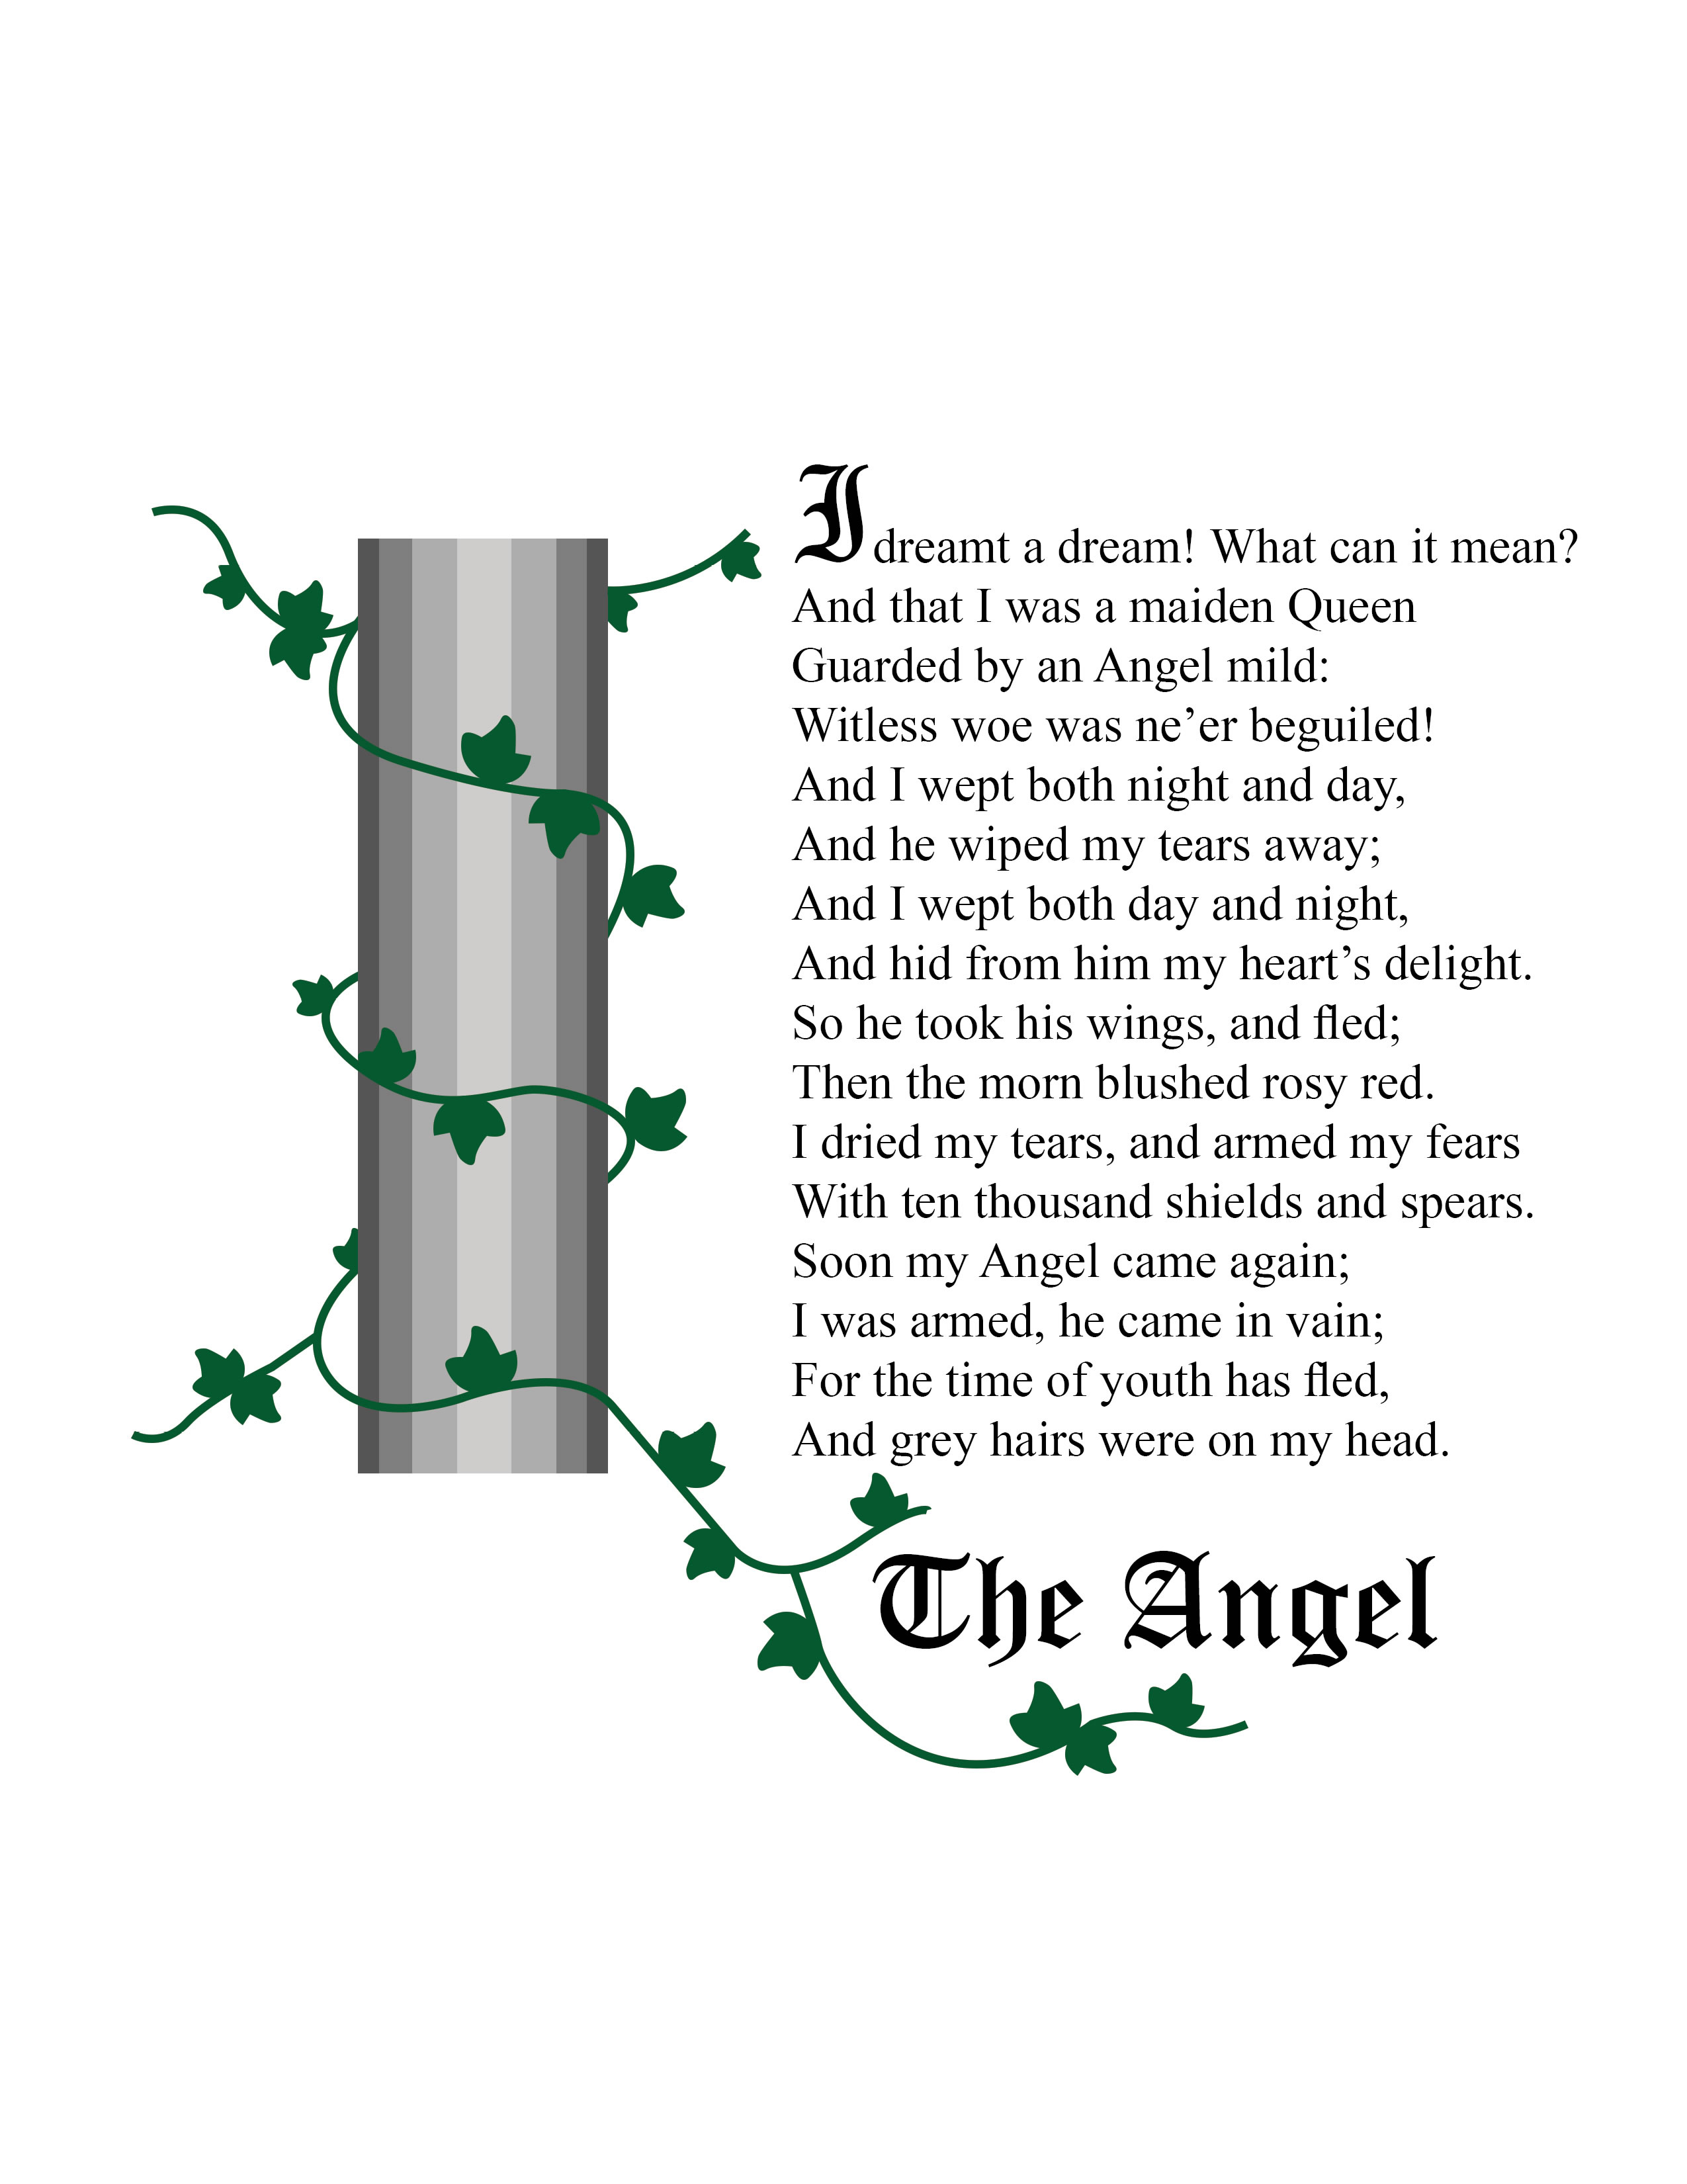 I dreamt a dream! What can it mean?
And that I was a maiden Queen
Guarded by an Angel mild:
Witless woe was ne’er beguiled!
And I wept both night and day,
And he wiped my tears away;
And I wept both day and night,
And hid from him my heart’s delight.
So he took his wings, and fled;
Then the morn blushed rosy red.
I dried my tears, and armed my fears
With ten thousand shields and spears.
Soon my Angel came again;
I was armed, he came in vain;
For the time of youth has fled,
And grey hairs were on my head.
The Angel